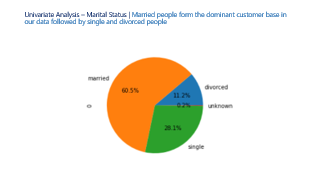 Univariate Analysis – Marital Status | Married people form the dominant customer base in
our data followed by single and divorced people
married
divorced
60.5%
11.2%
0.2%
unknown
28.1%
single